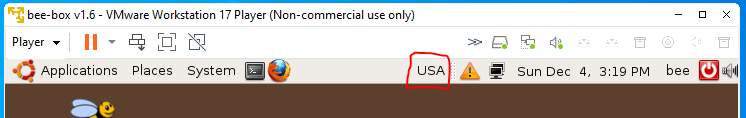 bee-box v1.6 - VMware Workstation 17 Player (Non-commercial use only)
Player
Applications Places System USA Sun Dec 4, 3:19 PM bee